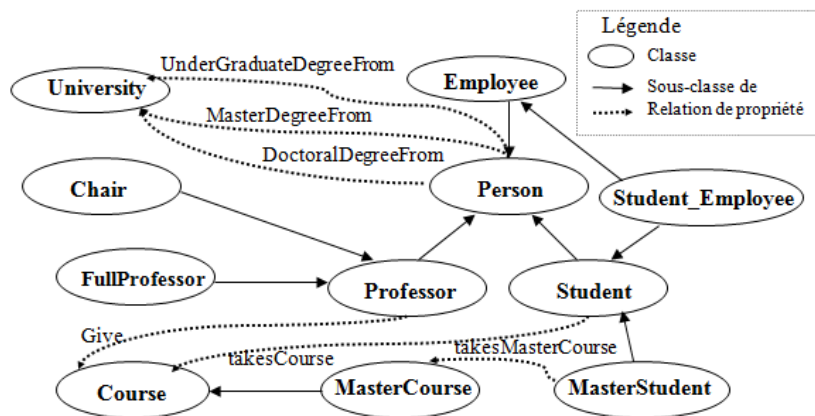 Légende
Classe
Sous-classe de
Relation de propriété
UnderGraduateDegreeFrom
University
Employee
MasterDegreeFrom
DoctoralDegreeFrom
Chair
Person
Student_Employee
FullProfessor
Professor
Student
Give
takesCourse
takesMasterCourse
Course
MasterCourse
MasterStudent